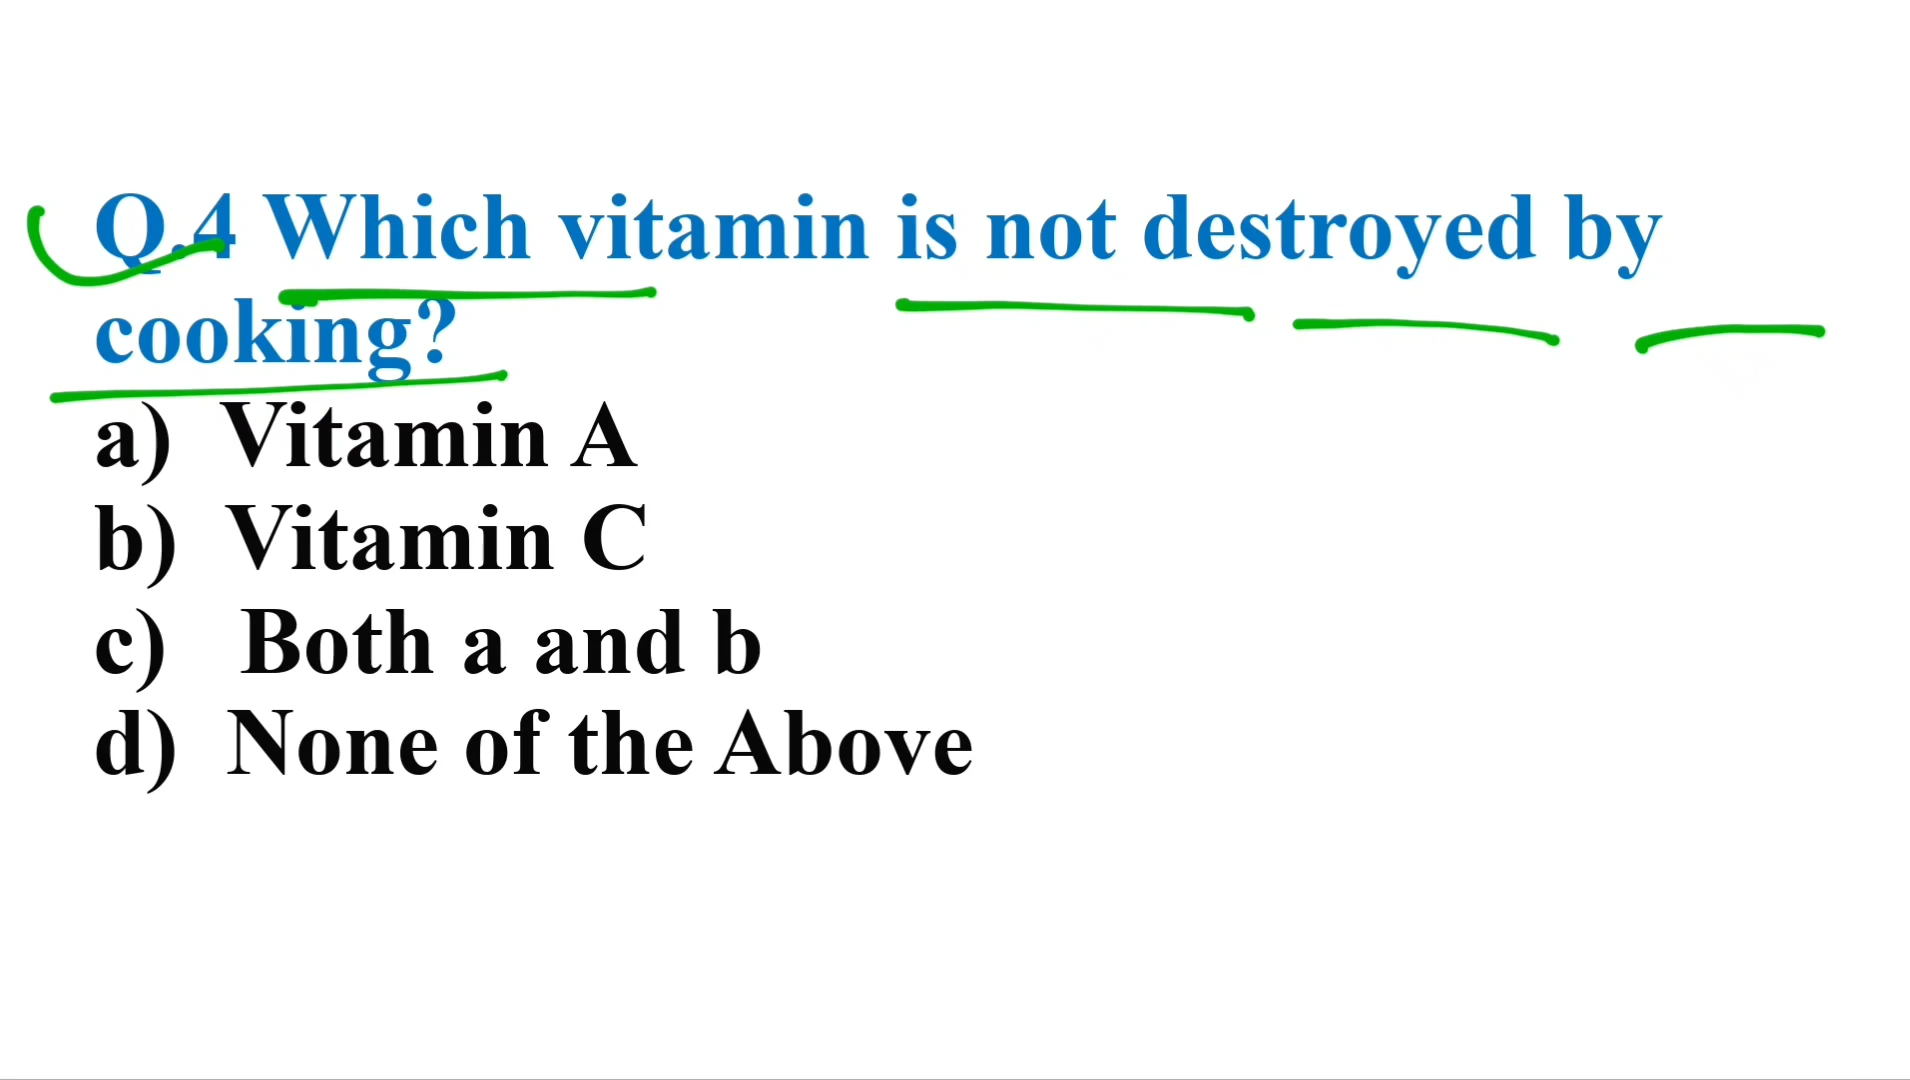 Q.4 Which vitamin is not destroyed by
cooking?
a) Vitamin A
b) Vitamin C
c) Both a and b
d) None of the Above